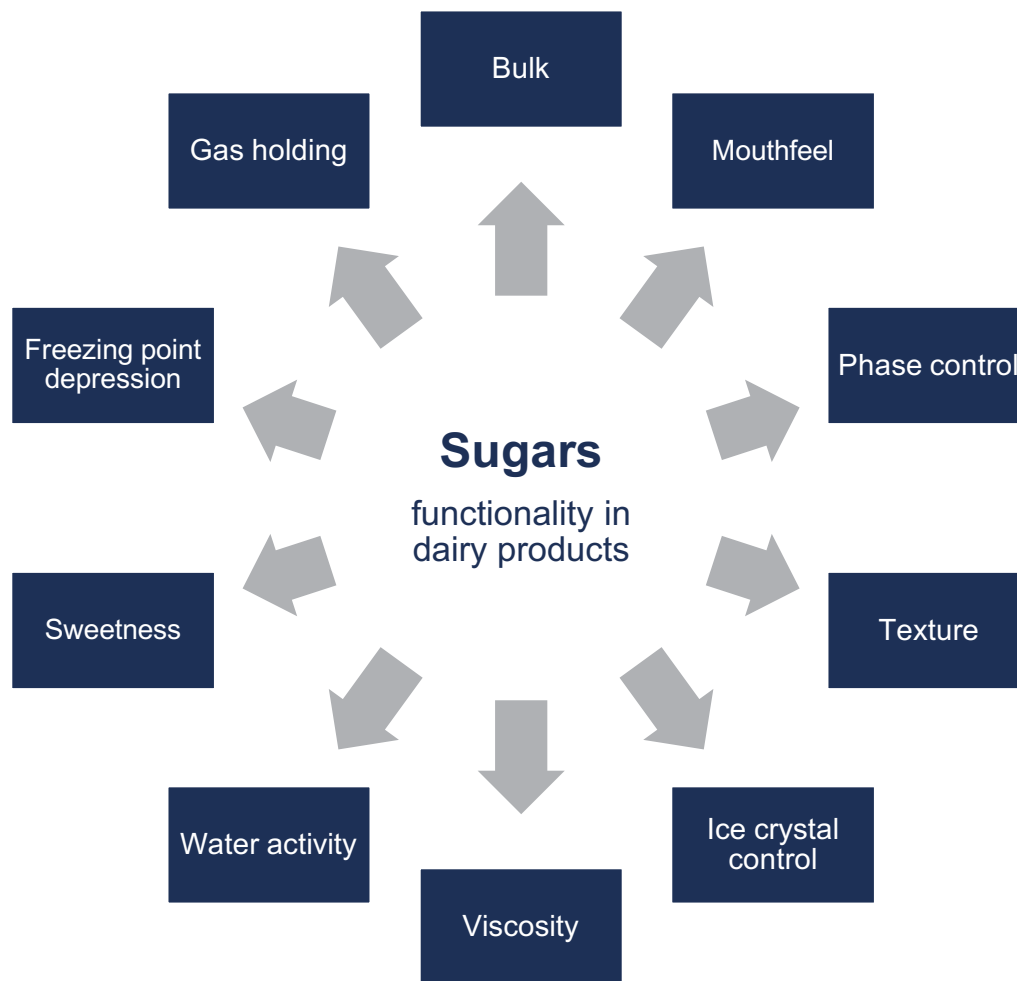 Bulk
Gas holding
Mouthfeel
Freezing point
depression
Phase control
Sugars
functionality in
dairy products
Sweetness
Texture
Water activity
Ice crystal
control
Viscosity